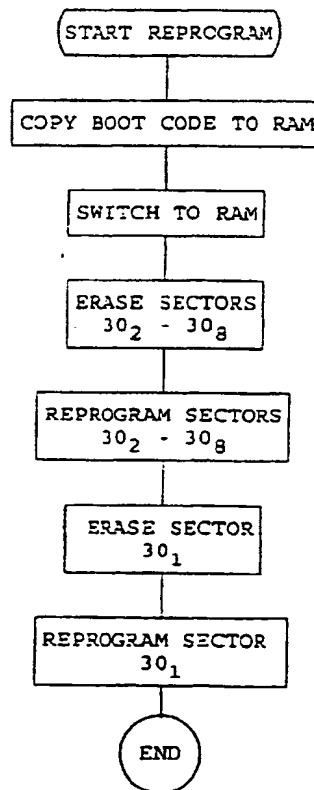 START REPROGRAM
COPY BOOT CODE TO RAM
SWITCH TO RAM
ERASE SECTORS
30₂ - 30₈
REPROGRAM SECTORS
30₂ - 30₈
ERASE SECTOR
30₁
REPROGRAM SECTOR
30₁
END